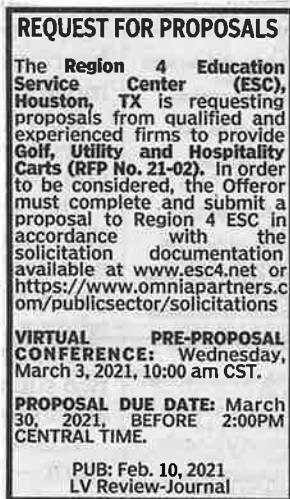 REQUEST FOR PROPOSALS
The Region 4 Education
Service Center (ESC),
Houston, TX is requesting
proposals from qualified and
experienced firms to provide
Golf, Utility and Hospitality
Carts (RFP No. 21-02). In order
to be considered, the Offeror
must complete and submit a
proposal to Region 4 ESC in
accordance with the
solicitation documentation
available at www.esc4.net or
https://www.omniapartners.c
om/publicsector/solicitations
VIRTUAL PRE-PROPOSAL
CONFERENCE: Wednesday,
March 3, 2021, 10:00 am CST.
PROPOSAL DUE DATE: March
30, 2021, BEFORE 2:00PM
CENTRAL TIME.
PUB: Feb. 10, 2021
LV Review-Journal